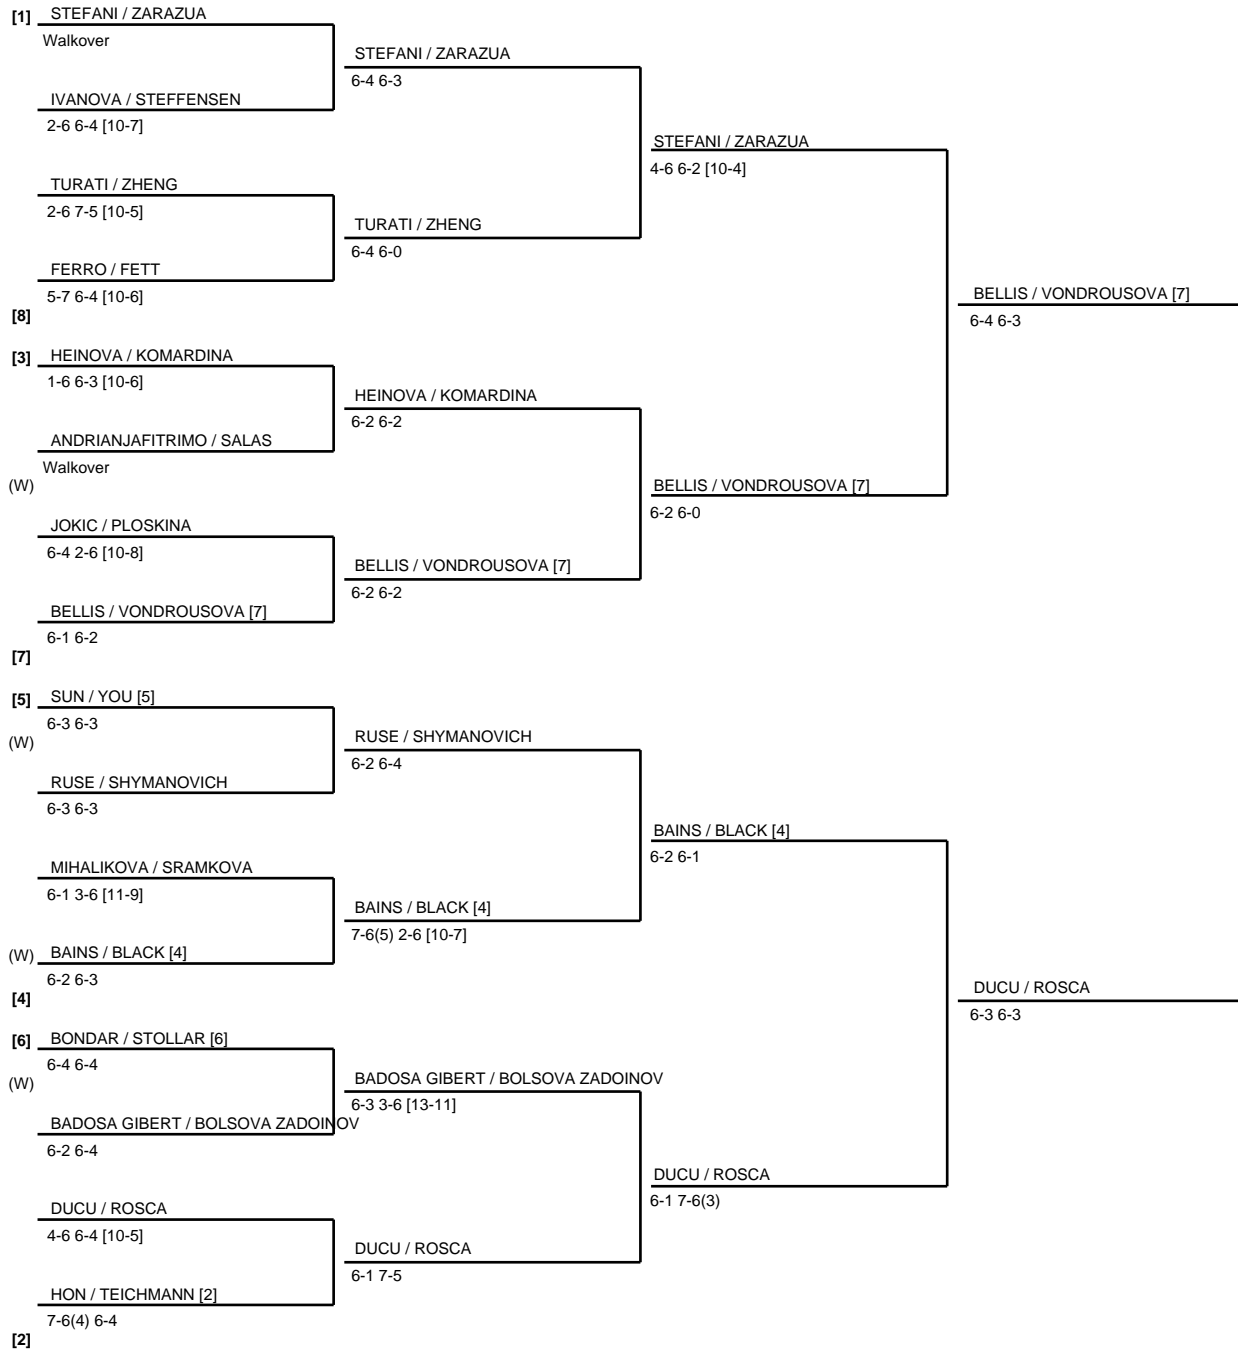 [1] STEFANI / ZARAZUA
Walkover
STEFANI / ZARAZUA
6-4 6-3
IVANOVA / STEFFENSEN
2-6 6-4 [10-7]
STEFANI / ZARAZUA
4-6 6-2 [10-4]
TURATI / ZHENG
2-6 7-5 [10-5]
TURATI / ZHENG
6-4 6-0
FERRO / FETT
5-7 6-4 [10-6]
[8]
BELLIS / VONDROUSOVA [7]
6-4 6-3
[3] HEINOVA / KOMARDINA
1-6 6-3 [10-6]
HEINOVA / KOMARDINA
6-2 6-2
ANDRIANJAFITRIMO / SALAS
Walkover
(W)
BELLIS / VONDROUSOVA [7]
6-2 6-0
JOKIC / PLOSKINA
6-4 2-6 [10-8]
BELLIS / VONDROUSOVA [7]
6-2 6-2
BELLIS / VONDROUSOVA [7]
6-1 6-2
[7]
[5] SUN / YOU [5]
6-3 6-3
(W)
RUSE / SHYMANOVICH
6-2 6-4
RUSE / SHYMANOVICH
6-3 6-3
BAINS / BLACK [4]
6-2 6-1
MIHALIKOVA / SRAMKOVA
6-1 3-6 [11-9]
BAINS / BLACK [4]
7-6(5) 2-6 [10-7]
(W) BAINS / BLACK [4]
6-2 6-3
[4]
DUCU / ROSCA
6-3 6-3
[6] BONDAR / STOLLAR [6]
6-4 6-4
(W)
BADOSA GIBERT / BOLSOVA ZADOINOV
6-3 3-6 [13-11]
BADOSA GIBERT / BOLSOVA ZADOINOV
6-2 6-4
DUCU / ROSCA
6-1 7-6(3)
DUCU / ROSCA
4-6 6-4 [10-5]
DUCU / ROSCA
6-1 7-5
HON / TEICHMANN [2]
7-6(4) 6-4
[2]